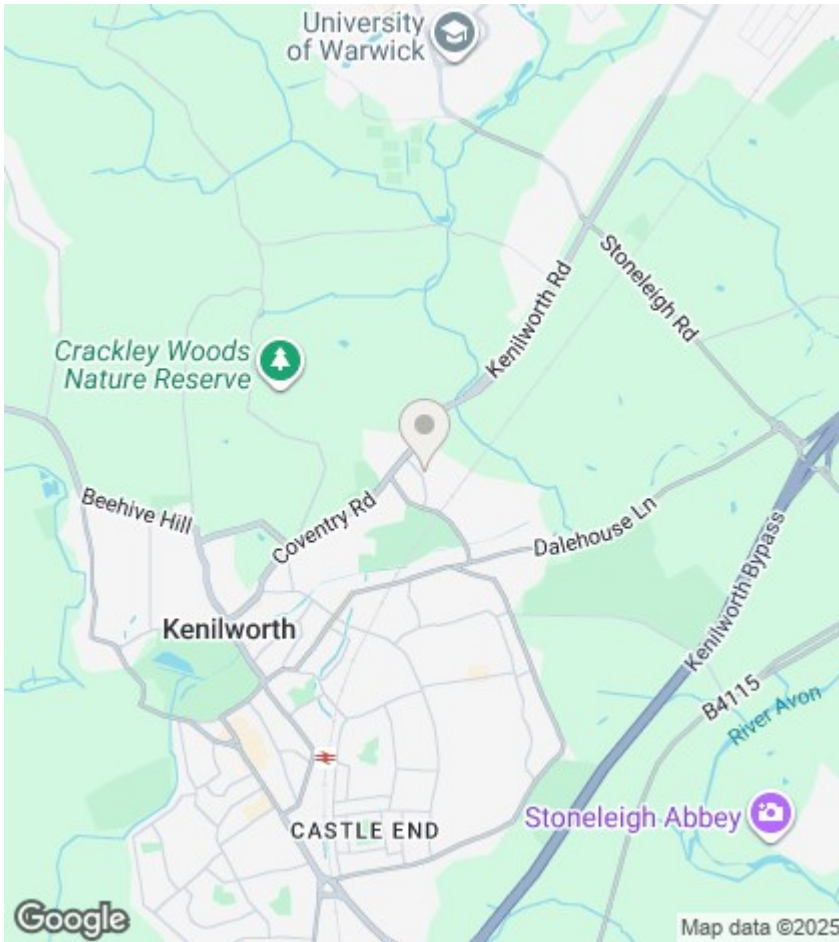 University
of Warwick
Stoneleigh Rd
Kenilworth Rd
Crackley Woods
Nature Reserve
Beehive Hill
Coventry Rd
Dalehouse Ln
Kenilworth
Kenilworth Bypass
B4115
River Avon
Stoneleigh Abbey
CASTLE END
Google
Map data ©2025